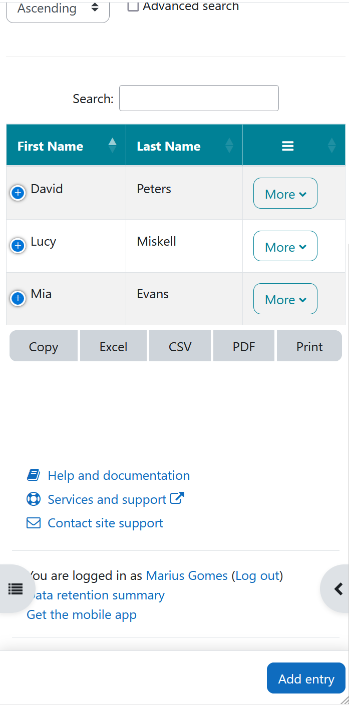 Ascending
Advanced search
Search:
First Name Last Name
David Peters More
Lucy Miskell More
Mia Evans More
Copy Excel CSV PDF Print
Help and documentation
Services and support
Contact site support
You are logged in as Marius Gomes (Log out)
Data retention summary
Get the mobile app
Add entry